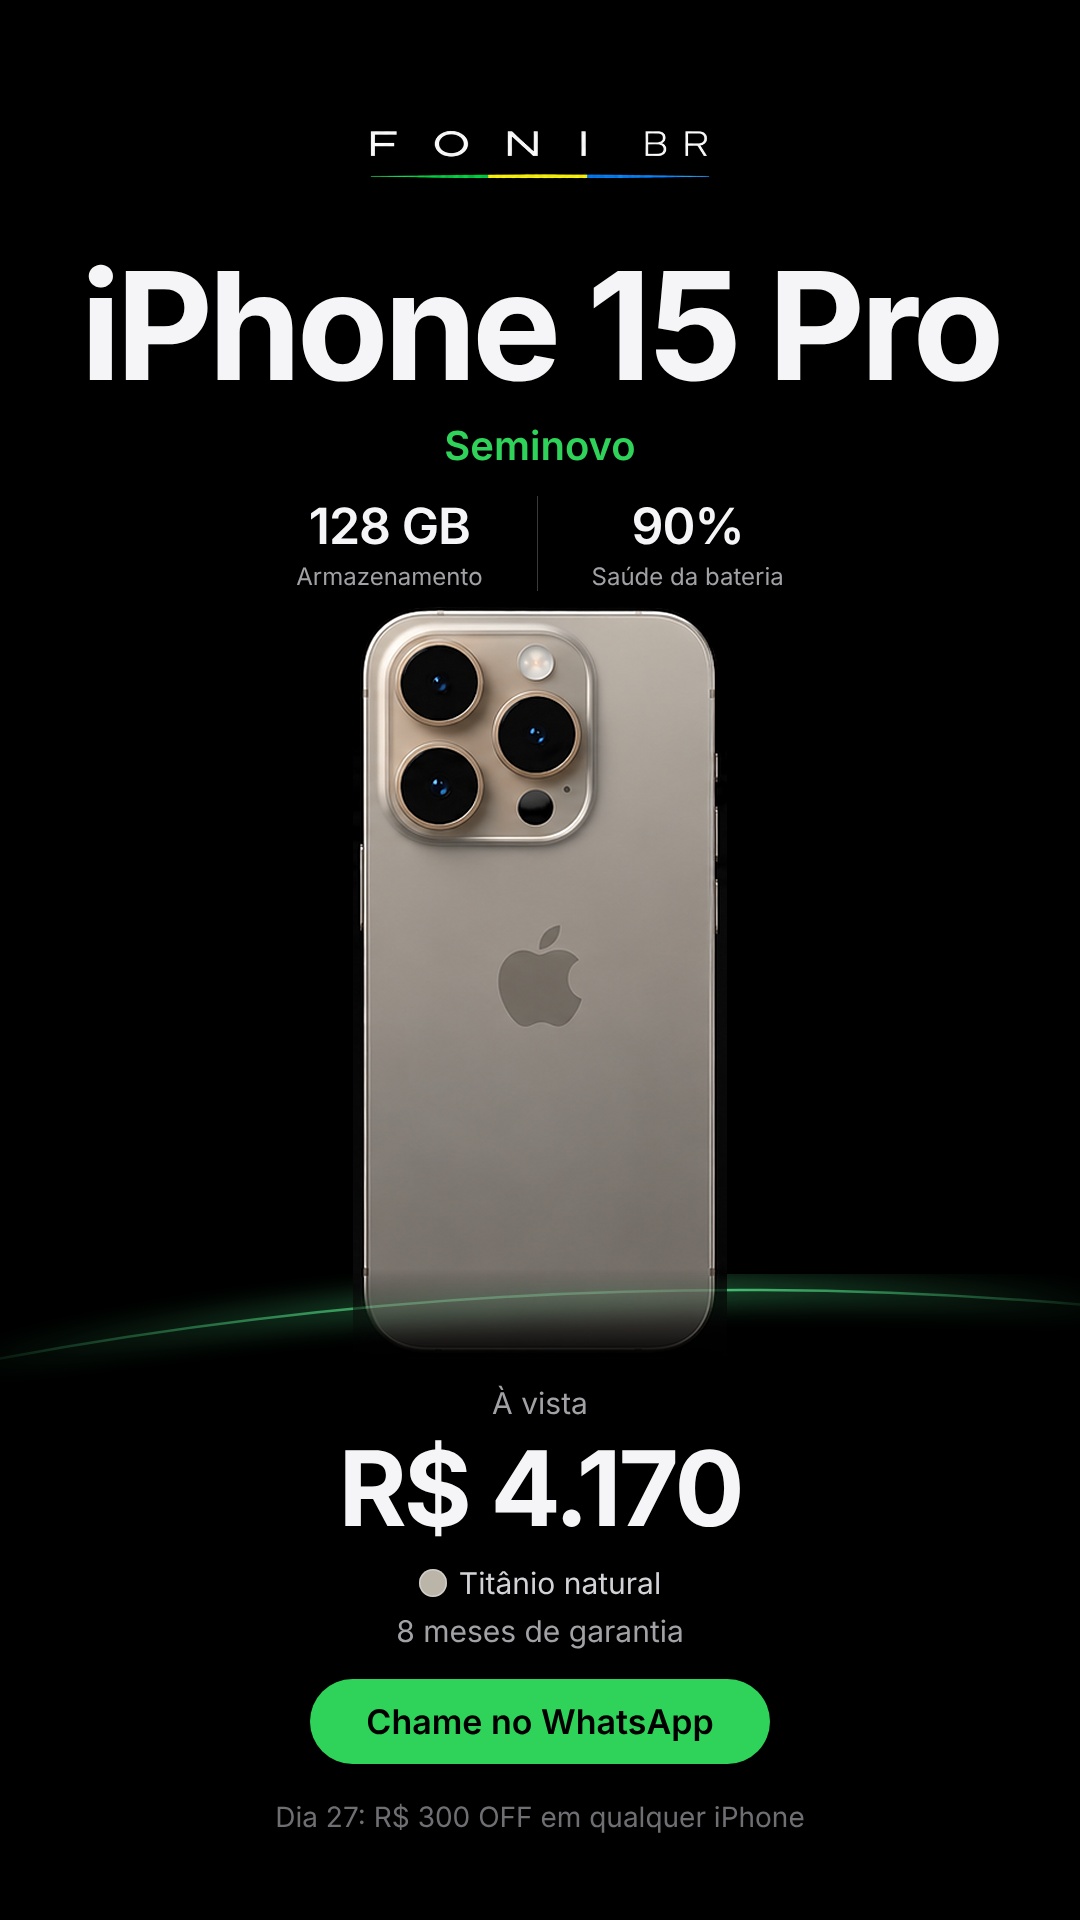 FONI BR
iPhone 15 Pro
Seminovo
128 GB
Armazenamento
90%
Saúde da bateria
À vista
R$ 4.170
Titânio natural
8 meses de garantia
Chame no WhatsApp
Dia 27: R$ 300 OFF em qualquer iPhone